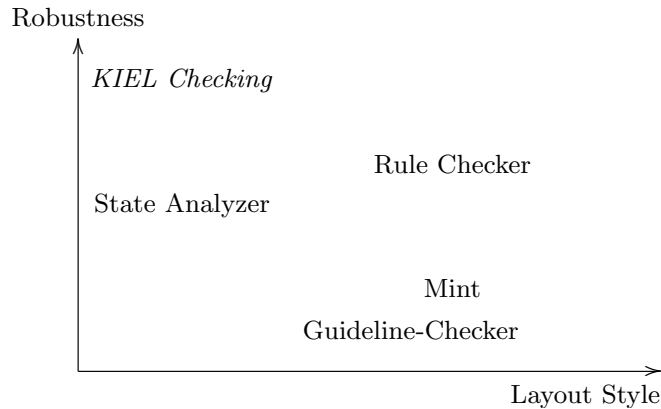 Robustness
KIEL Checking
Rule Checker
State Analyzer
Mint
Guideline-Checker
Layout Style